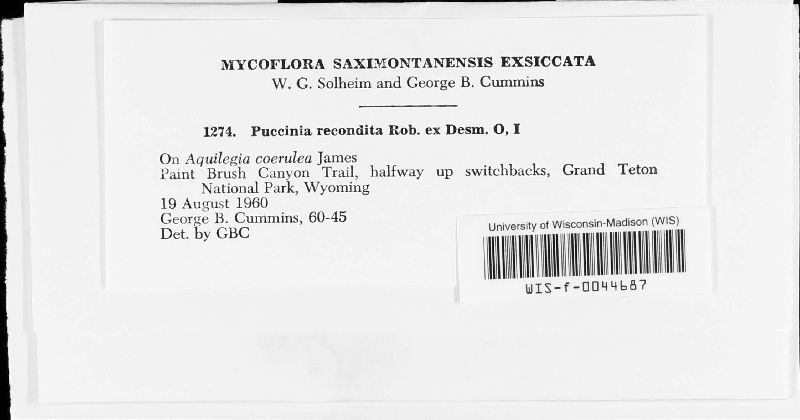 MYCOFLORA SAXIMONTANENSIS EXSICCATA
W. G. Solheim and George B. Cummins
1274. Puccinia recondita Rob. ex Desm. O, I
On Aquilegia coerulea James
Paint Brush Canyon Trail, halfway up switchbacks, Grand Teton
National Park, Wyoming
19 August 1960
George B. Cummins, 60-45
Det. by GBC
University of Wisconsin-Madison (WIS)
WIS-f-0044687